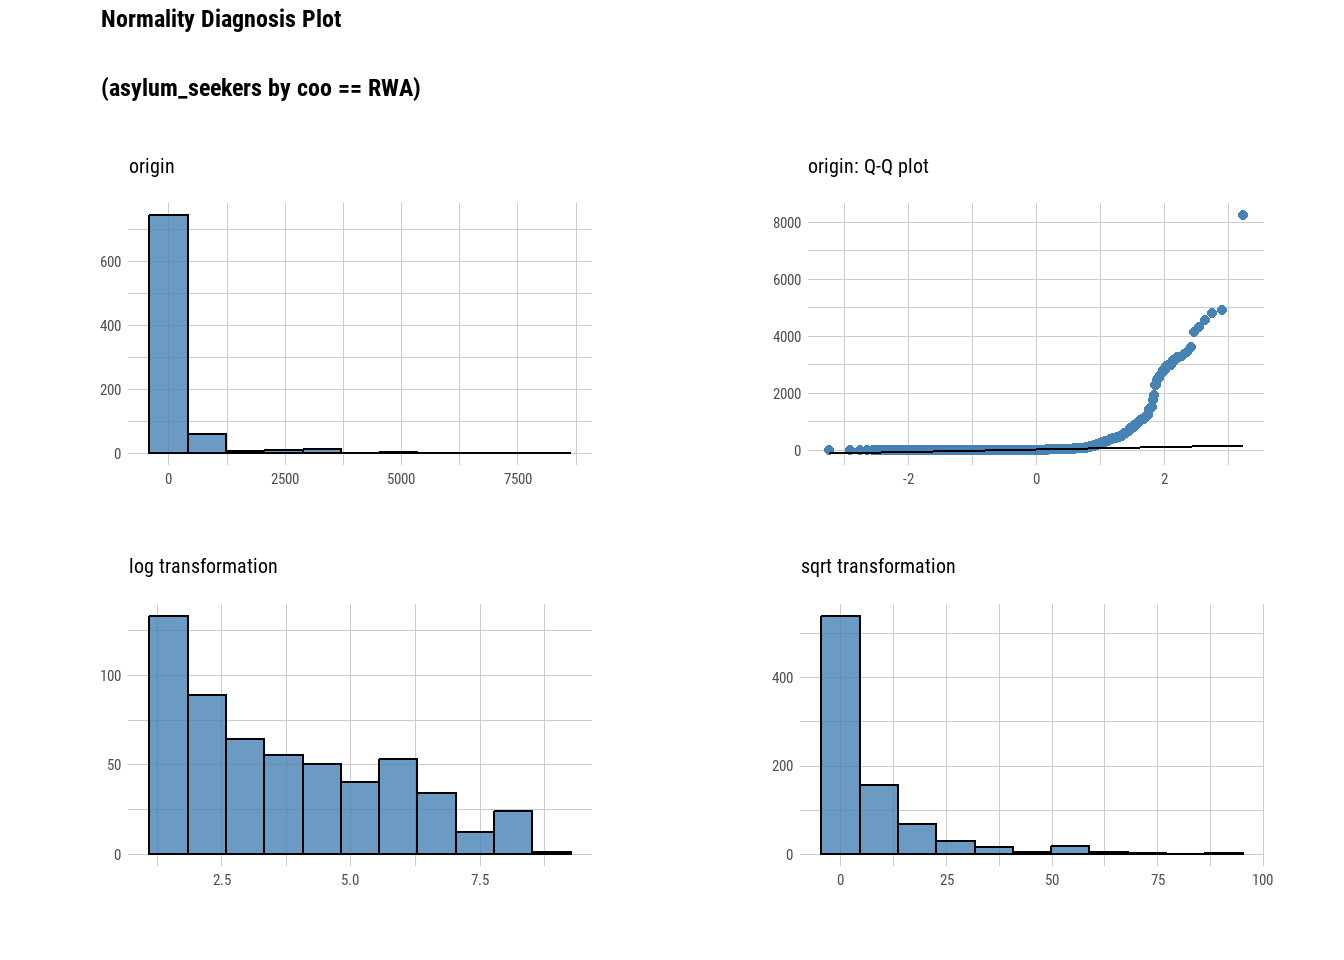 Normality Diagnosis Plot
(asylum_seekers by coo == RWA)
origin
600
400
200
0
0 2500 5000 7500
origin: Q-Q plot
8000
6000
4000
2000
0
-2 0 2
log transformation
100
50
0
2.5 5.0 7.5
sqrt transformation
400
200
0
0 25 50 75 100